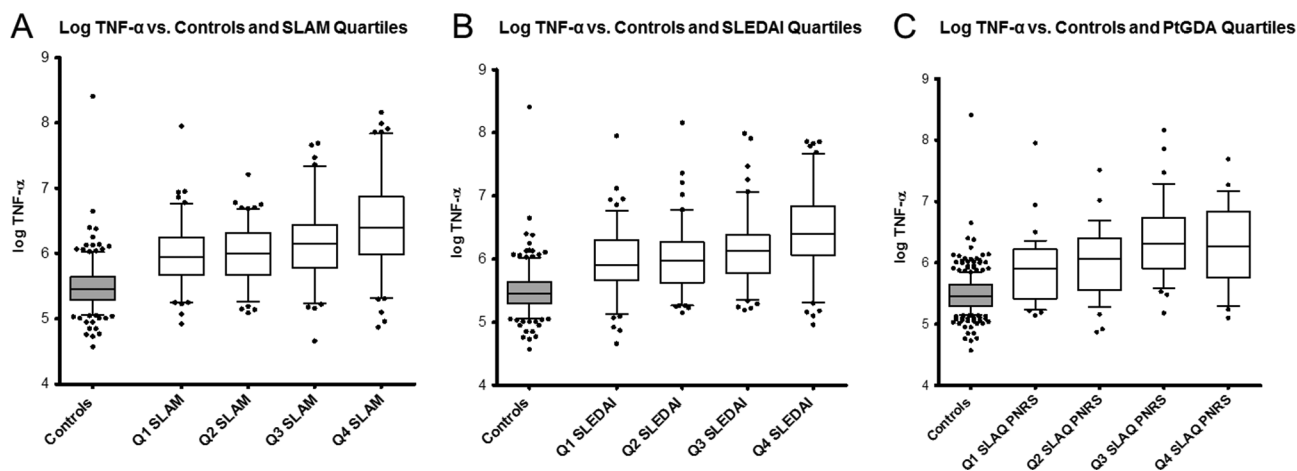 A
Log TNF-α vs. Controls and SLAM Quartiles
log TNF-α
9
8
7
6
5
4
Controls
Q1 SLAM
Q2 SLAM
Q3 SLAM
Q4 SLAM
B
Log TNF-α vs. Controls and SLEDAI Quartiles
log TNF-α
9
8
7
6
5
4
Controls
Q1 SLEDAI
Q2 SLEDAI
Q3 SLEDAI
Q4 SLEDAI
C
Log TNF-α vs. Controls and PtGDA Quartiles
log TNF-α
9
8
7
6
5
4
Controls
Q1 SLAQ PNRS
Q2 SLAQ PNRS
Q3 SLAQ PNRS
Q4 SLAQ PNRS